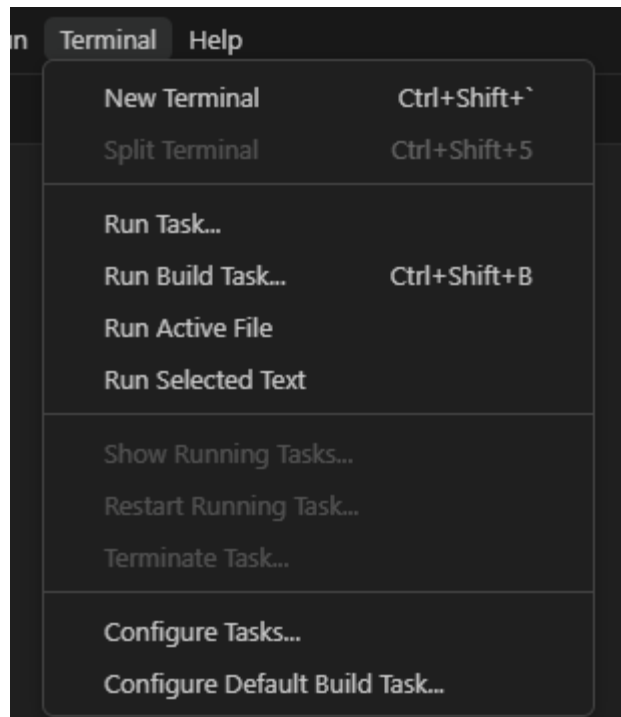 un Terminal Help
New Terminal Ctrl+Shift+`
Split Terminal Ctrl+Shift+5
Run Task...
Run Build Task... Ctrl+Shift+B
Run Active File
Run Selected Text
Show Running Tasks...
Restart Running Task...
Terminate Task...
Configure Tasks...
Configure Default Build Task...